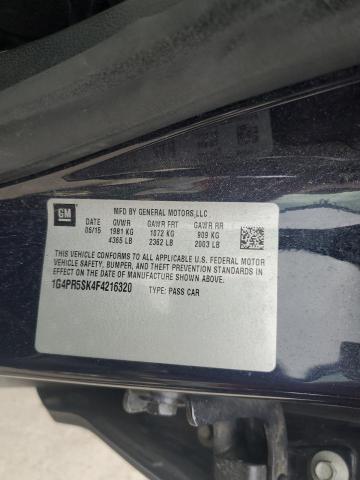 GM
MFD BY GENERAL MOTORS,LLC
DATE GVWR GAWR FRT GAWR RR
06/15 1981 KG 1072 KG 909 KG
4365 LB 2362 LB 2003 LB
THIS VEHICLE CONFORMS TO ALL APPLICABLE U.S. FEDERAL MOTOR
VEHICLE SAFETY, BUMPER, AND THEFT PREVENTION STANDARDS IN
EFFECT ON THE DATE OF MANUFACTURE SHOWN ABOVE.
1G4PR5SK4F4216320
TYPE: PASS CAR